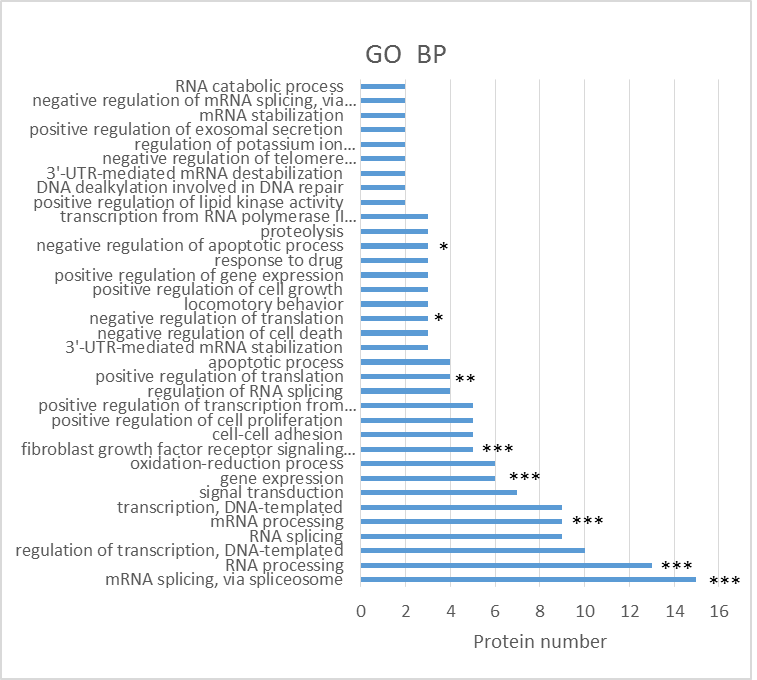 GO BP
RNA catabolic process
negative regulation of mRNA splicing, via...
mRNA stabilization
positive regulation of exosomal secretion
regulation of potassium ion...
negative regulation of telomere...
3'-UTR-mediated mRNA destabilization
DNA dealkylation involved in DNA repair
positive regulation of lipid kinase activity
transcription from RNA polymerase II...
proteolysis
negative regulation of apoptotic process *
response to drug
positive regulation of gene expression
positive regulation of cell growth
locomotory behavior
negative regulation of translation *
negative regulation of cell death
3'-UTR-mediated mRNA stabilization
apoptotic process
positive regulation of translation **
regulation of RNA splicing
positive regulation of transcription from...
positive regulation of cell proliferation
cell-cell adhesion
fibroblast growth factor receptor signaling... ***
oxidation-reduction process
gene expression ***
signal transduction
transcription, DNA-templated
mRNA processing ***
RNA splicing
regulation of transcription, DNA-templated
RNA processing ***
mRNA splicing, via spliceosome ***
0 2 4 6 8 10 12 14 16
Protein number